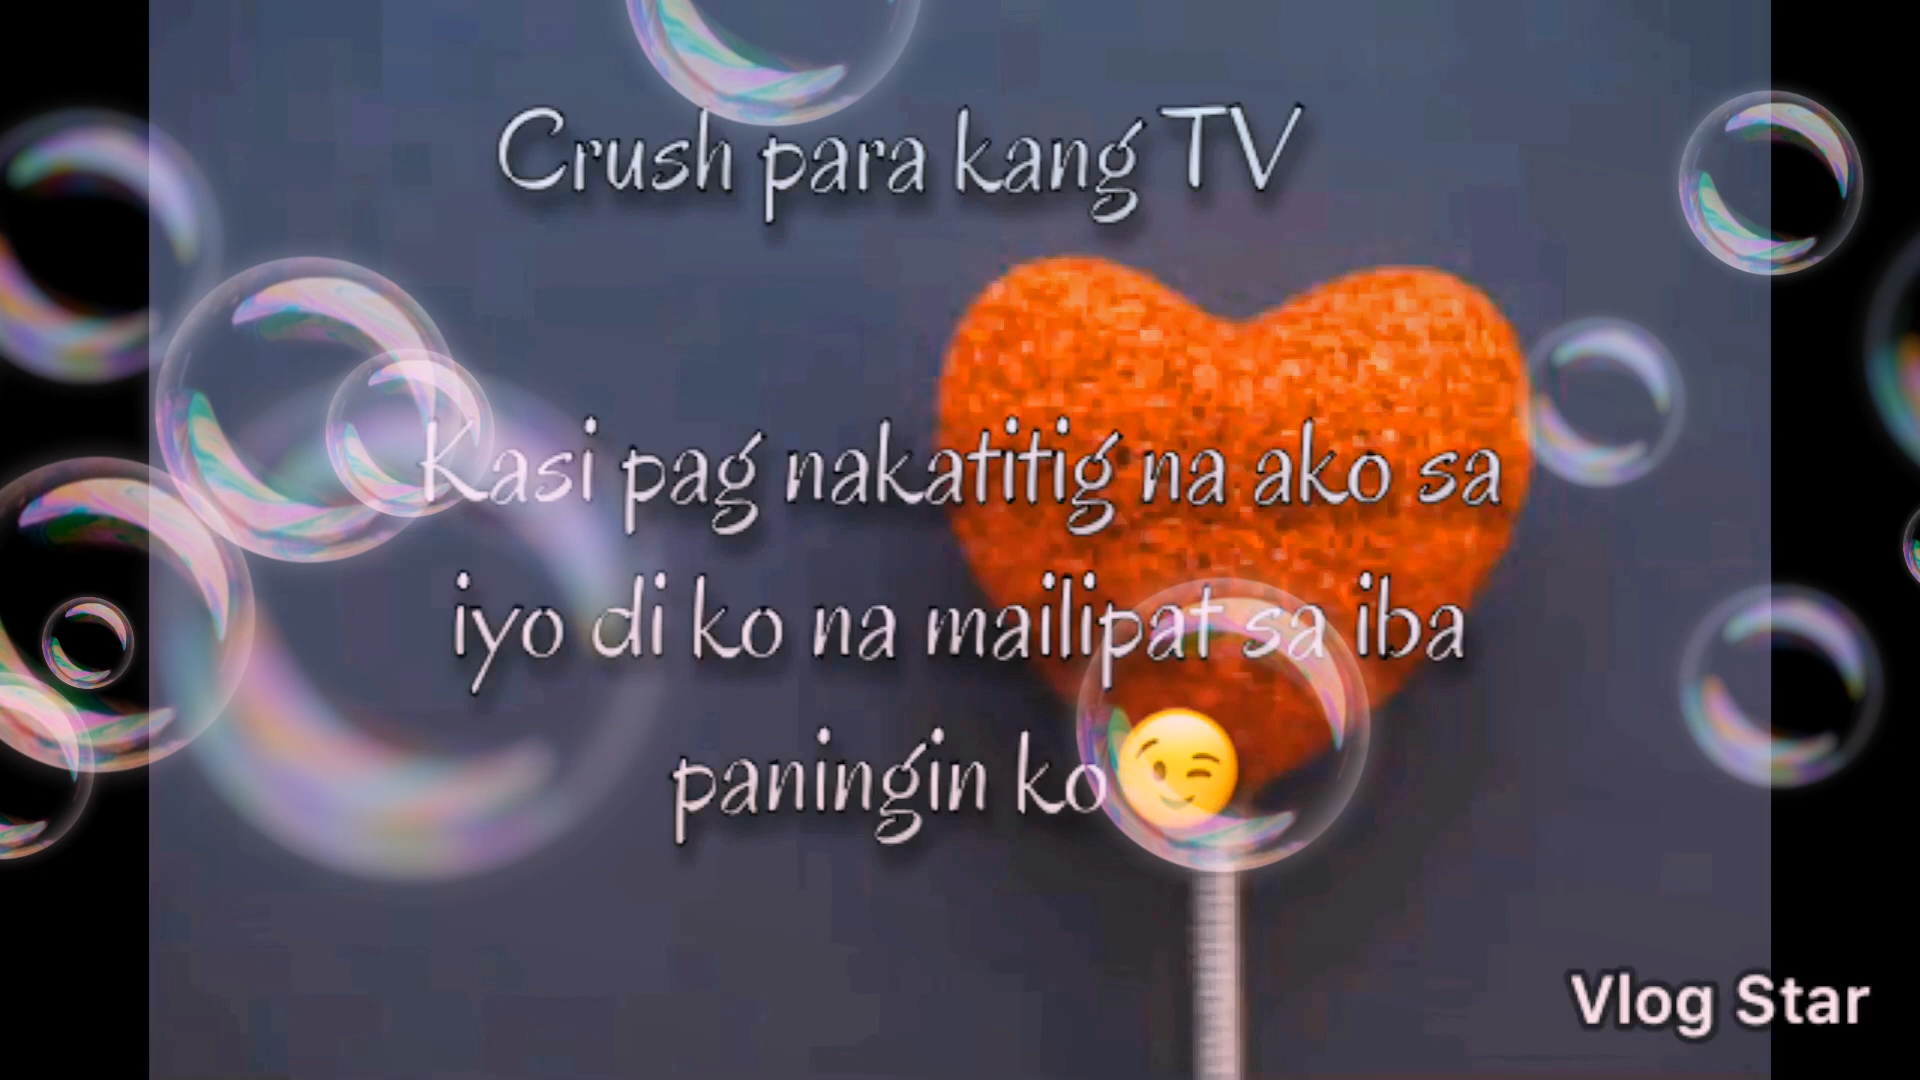 Crush para kang TV
Kasi pag nakatitig na ako sa
iyo di ko na mailipat sa iba
paningin ko😉
Vlog Star